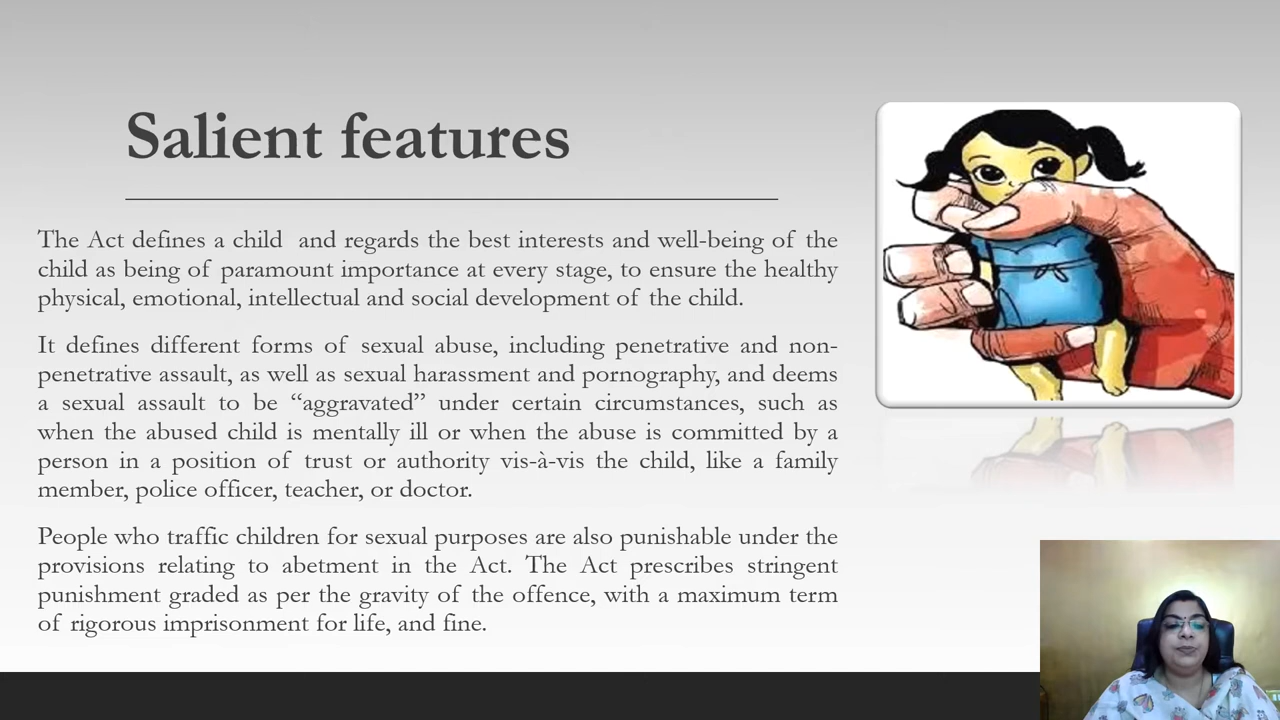 Salient features
The Act defines a child and regards the best interests and well-being of the
child as being of paramount importance at every stage, to ensure the healthy
physical, emotional, intellectual and social development of the child.
It defines different forms of sexual abuse, including penetrative and non-
penetrative assault, as well as sexual harassment and pornography, and deems
a sexual assault to be “aggravated” under certain circumstances, such as
when the abused child is mentally ill or when the abuse is committed by a
person in a position of trust or authority vis-à-vis the child, like a family
member, police officer, teacher, or doctor.
People who traffic children for sexual purposes are also punishable under the
provisions relating to abetment in the Act. The Act prescribes stringent
punishment graded as per the gravity of the offence, with a maximum term
of rigorous imprisonment for life, and fine.